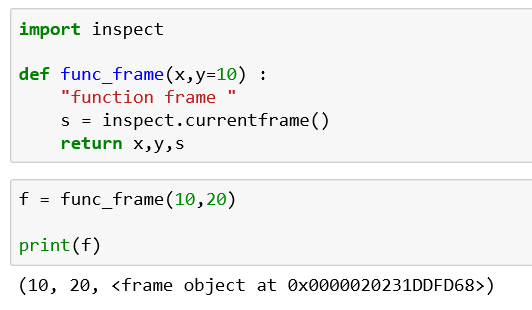 import inspect
def func_frame(x,y=10) :
    "function frame "
    s = inspect.currentframe()
    return x,y,s
f = func_frame(10,20)
print(f)
(10, 20, <frame object at 0x0000020231DDFD68>)